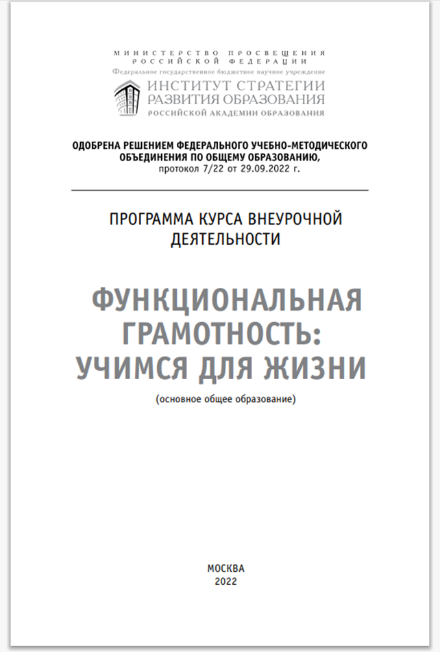 МИНИСТЕРСТВО ПРОСВЕЩЕНИЯ
РОССИЙСКОЙ ФЕДЕРАЦИИ
Федеральное государственное бюджетное научное учреждение
ИНСТИТУТ СТРАТЕГИИ
РАЗВИТИЯ ОБРАЗОВАНИЯ
РОССИЙСКОЙ АКАДЕМИИ ОБРАЗОВАНИЯ
ОДОБРЕНА РЕШЕНИЕМ ФЕДЕРАЛЬНОГО УЧЕБНО-МЕТОДИЧЕСКОГО
ОБЪЕДИНЕНИЯ ПО ОБЩЕМУ ОБРАЗОВАНИЮ,
протокол 7/22 от 29.09.2022 г.
ПРОГРАММА КУРСА ВНЕУРОЧНОЙ
ДЕЯТЕЛЬНОСТИ
ФУНКЦИОНАЛЬНАЯ
ГРАМОТНОСТЬ:
УЧИМСЯ ДЛЯ ЖИЗНИ
(основное общее образование)
МОСКВА
2022